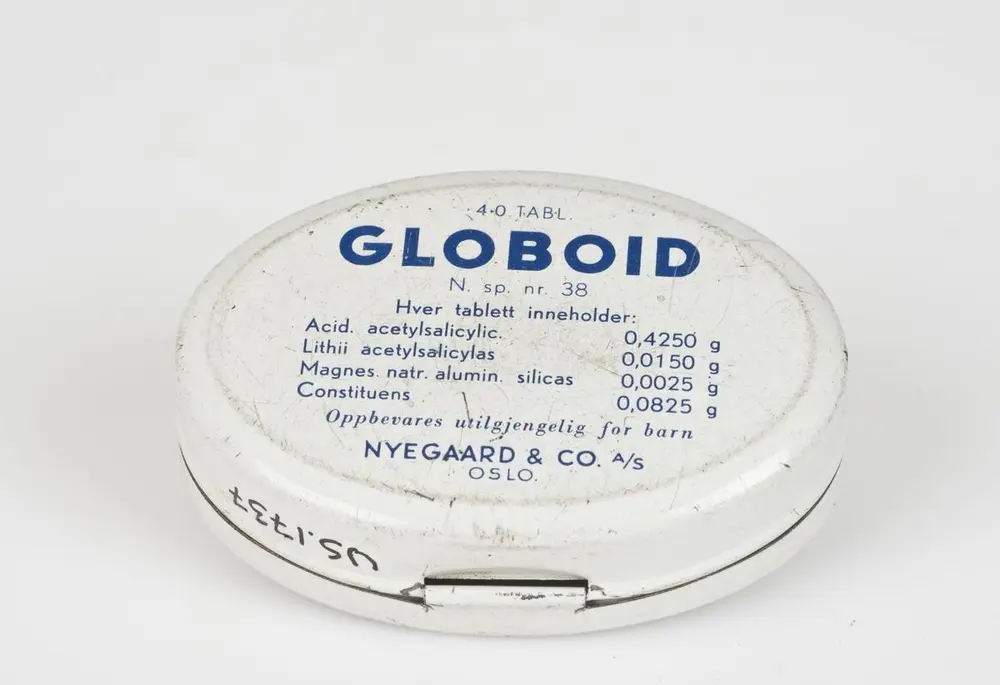 40 TABL.
GLOBOID
N. sp. nr. 38
Hver tablett inneholder:
Acid. acetylsalicylic. 0,4250 g
Lithii acetylsalicylas 0,0150 g
Magnes. natr. alumin. silicas 0,0025 g
Constituens 0,0825 g
Oppbevares utilgjengelig for barn
NYEGAARD & CO. A/S
OSLO.
US.1737